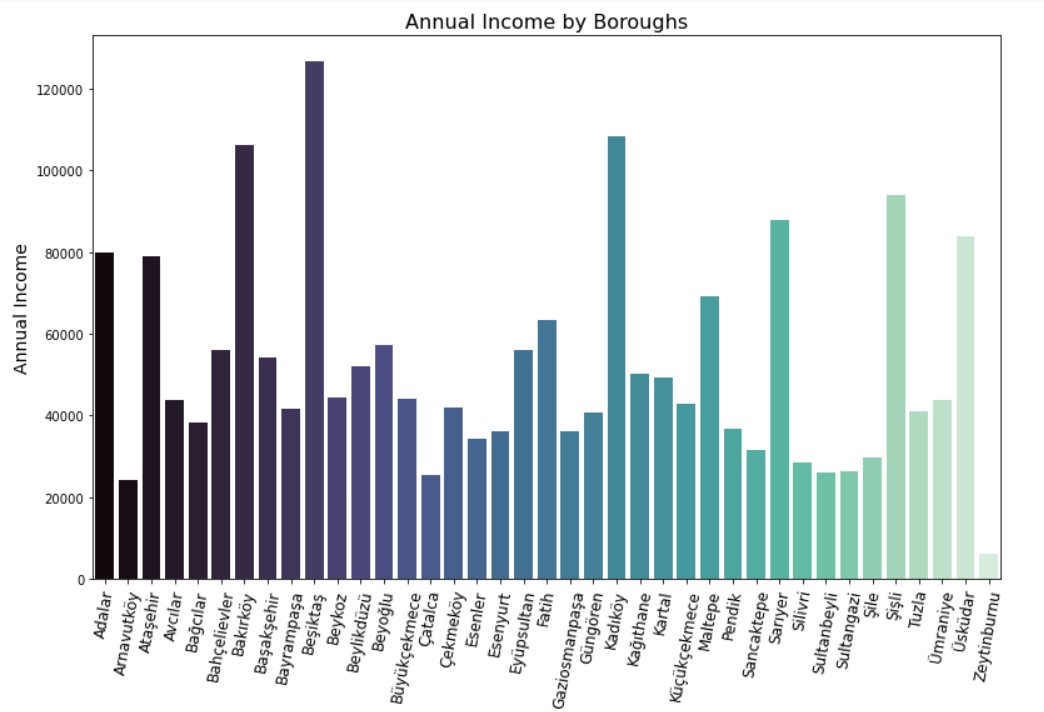 Annual Income by Boroughs
Annual Income
120000
100000
80000
60000
40000
20000
0
Adalar
Arnavutköy
Ataşehir
Avcılar
Bağcılar
Bahçelievler
Bakırköy
Başakşehir
Bayrampaşa
Beşiktaş
Beykoz
Beylikdüzü
Beyoğlu
Büyükçekmece
Çatalca
Çekmeköy
Esenler
Esenyurt
Eyüpsultan
Fatih
Gaziosmanpaşa
Güngören
Kadıköy
Kağıthane
Kartal
Küçükçekmece
Maltepe
Pendik
Sancaktepe
Sarıyer
Silivri
Sultanbeyli
Sultangazi
Şile
Şişli
Tuzla
Ümraniye
Üsküdar
Zeytinburnu